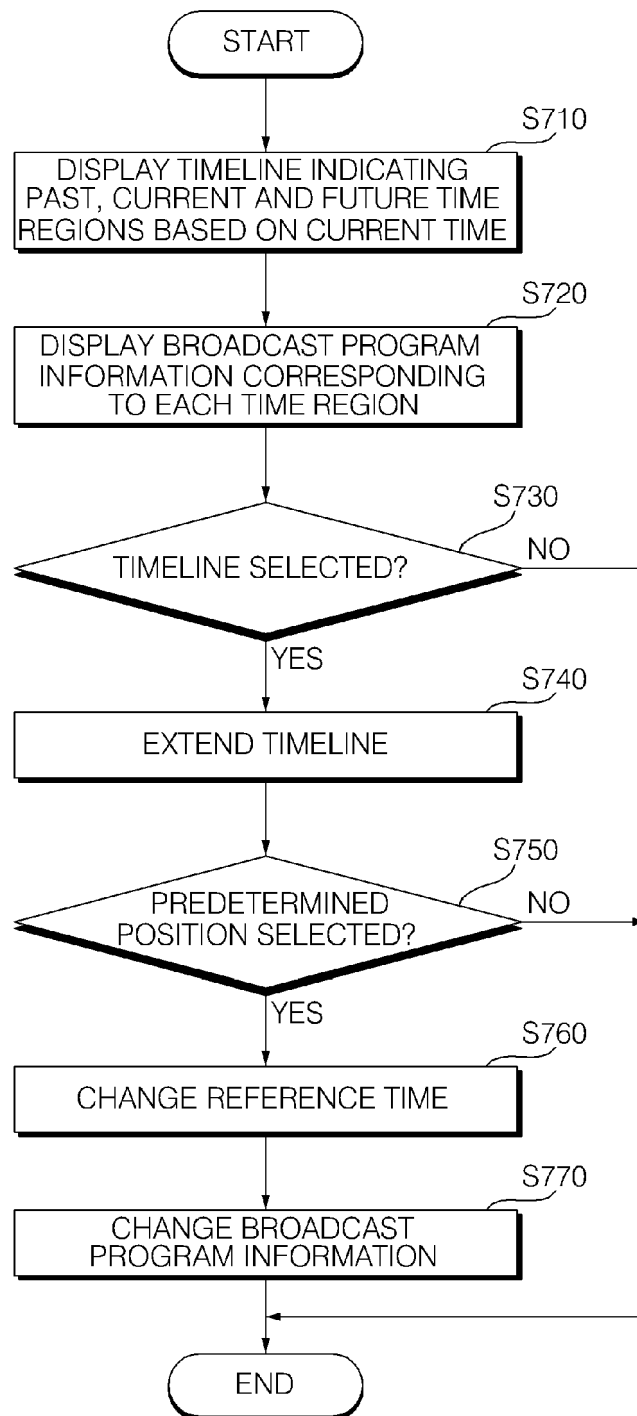 START
S710
DISPLAY TIMELINE INDICATING
PAST, CURRENT AND FUTURE TIME
REGIONS BASED ON CURRENT TIME
S720
DISPLAY BROADCAST PROGRAM
INFORMATION CORRESPONDING
TO EACH TIME REGION
S730
TIMELINE SELECTED?
NO
YES
S740
EXTEND TIMELINE
S750
PREDETERMINED
POSITION SELECTED?
NO
YES
S760
CHANGE REFERENCE TIME
S770
CHANGE BROADCAST
PROGRAM INFORMATION
END